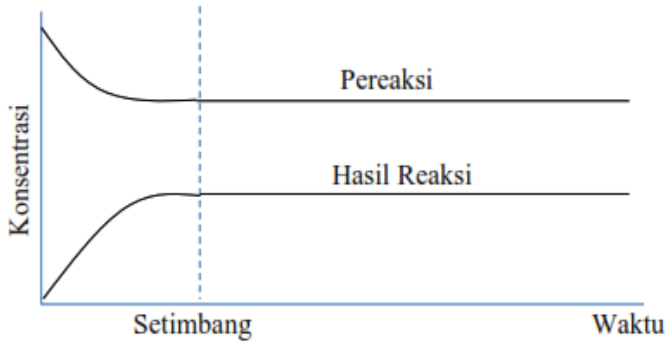 Konsentrasi
Pereaksi
Hasil Reaksi
Setimbang
Waktu